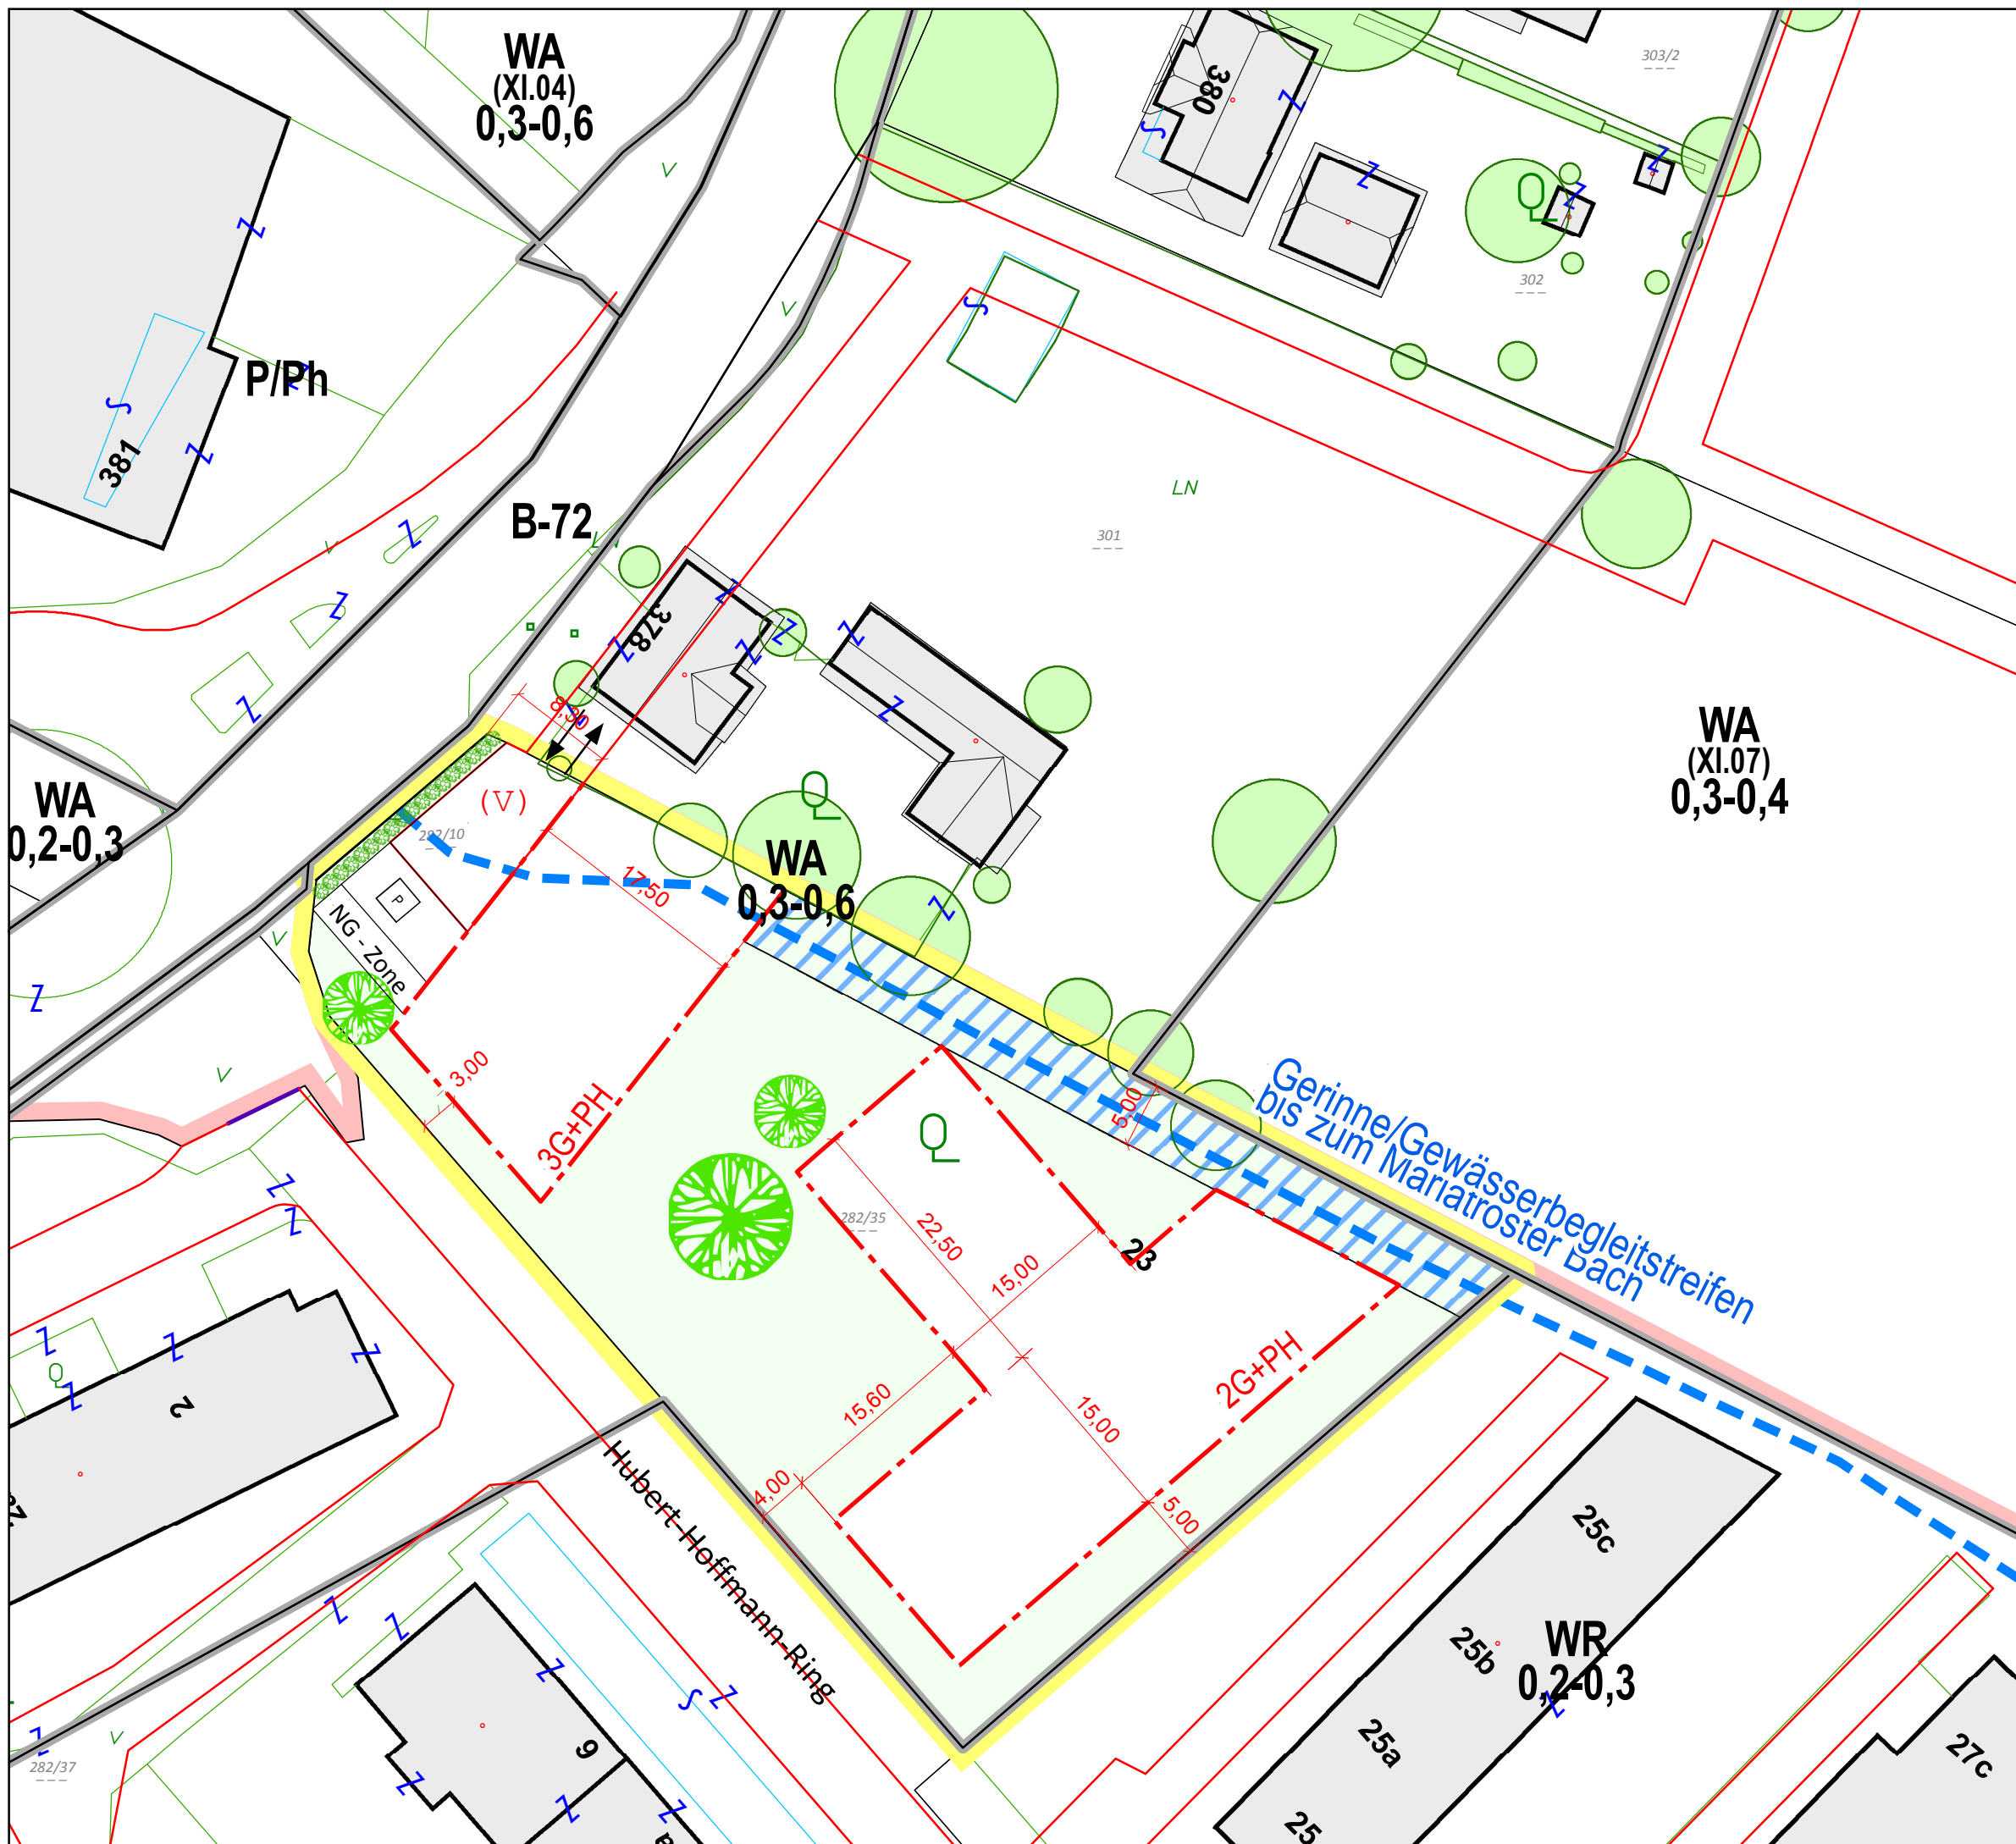 WA
(XI.04)
0,3-0,6
380
303/2
302
P/Ph
381
B-72
LN
301
378
8,30
WA
(XI.07)
0,3-0,4
WA
0,2-0,3
(V)
282/10
17,50
WA
0,3-0,6
P
NG - Zone
3,00
3G+PH
5,00
Gerinne/Gewässerbegleitstreifen
bis zum Mariatroster Bach
282/35
22,50
15,00
23
2G+PH
15,60
15,00
4,00
5,00
2
Hubert-Hoffmann-Ring
25c
25b
WR
0,2-0,3
25a
25
27c
6
282/37